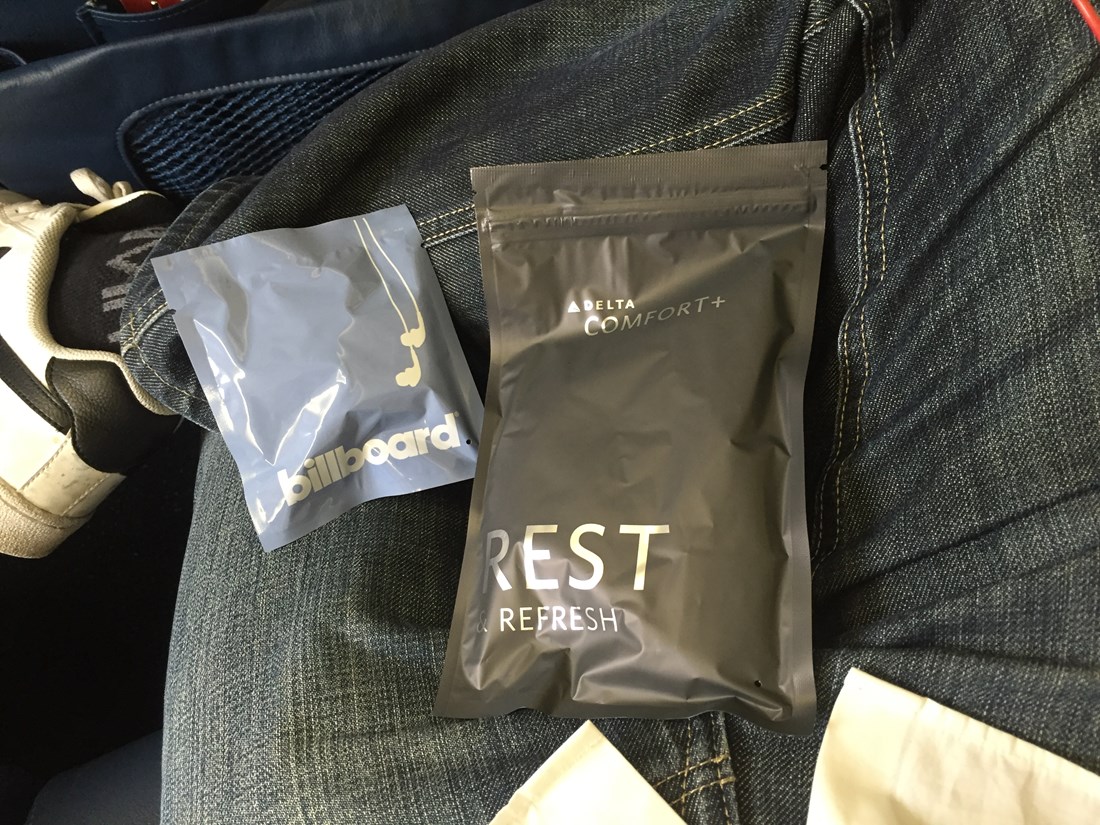 billboard
DELTA
COMFORT+
REST
& REFRESH